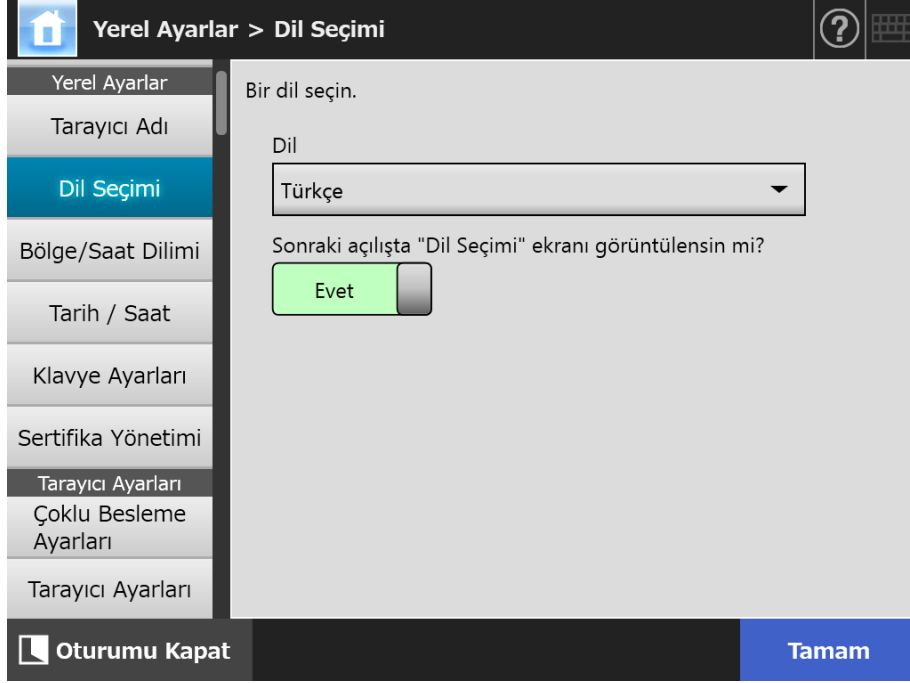 Yerel Ayarlar > Dil Seçimi
Yerel Ayarlar
Tarayıcı Adı
Dil Seçimi
Bölge/Saat Dilimi
Tarih / Saat
Klavye Ayarları
Sertifika Yönetimi
Tarayıcı Ayarları
Çoklu Besleme
Ayarları
Tarayıcı Ayarları
Bir dil seçin.
Dil
Türkçe
Sonraki açılışta "Dil Seçimi" ekranı görüntülensin mi?
Evet
Oturumu Kapat
Tamam